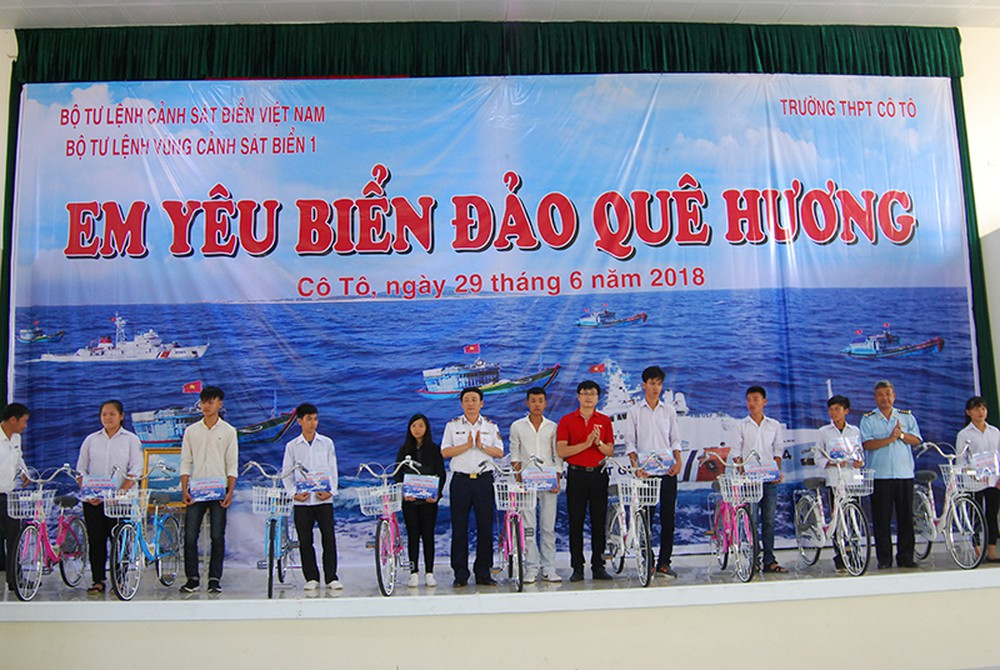 BỘ TƯ LỆNH CẢNH SÁT BIỂN VIỆT NAM
BỘ TƯ LỆNH VÙNG CẢNH SÁT BIỂN 1
TRƯỜNG THPT CÔ TÔ
EM YÊU BIỂN ĐẢO QUÊ HƯƠNG
Cô Tô, ngày 29 tháng 6 năm 2018